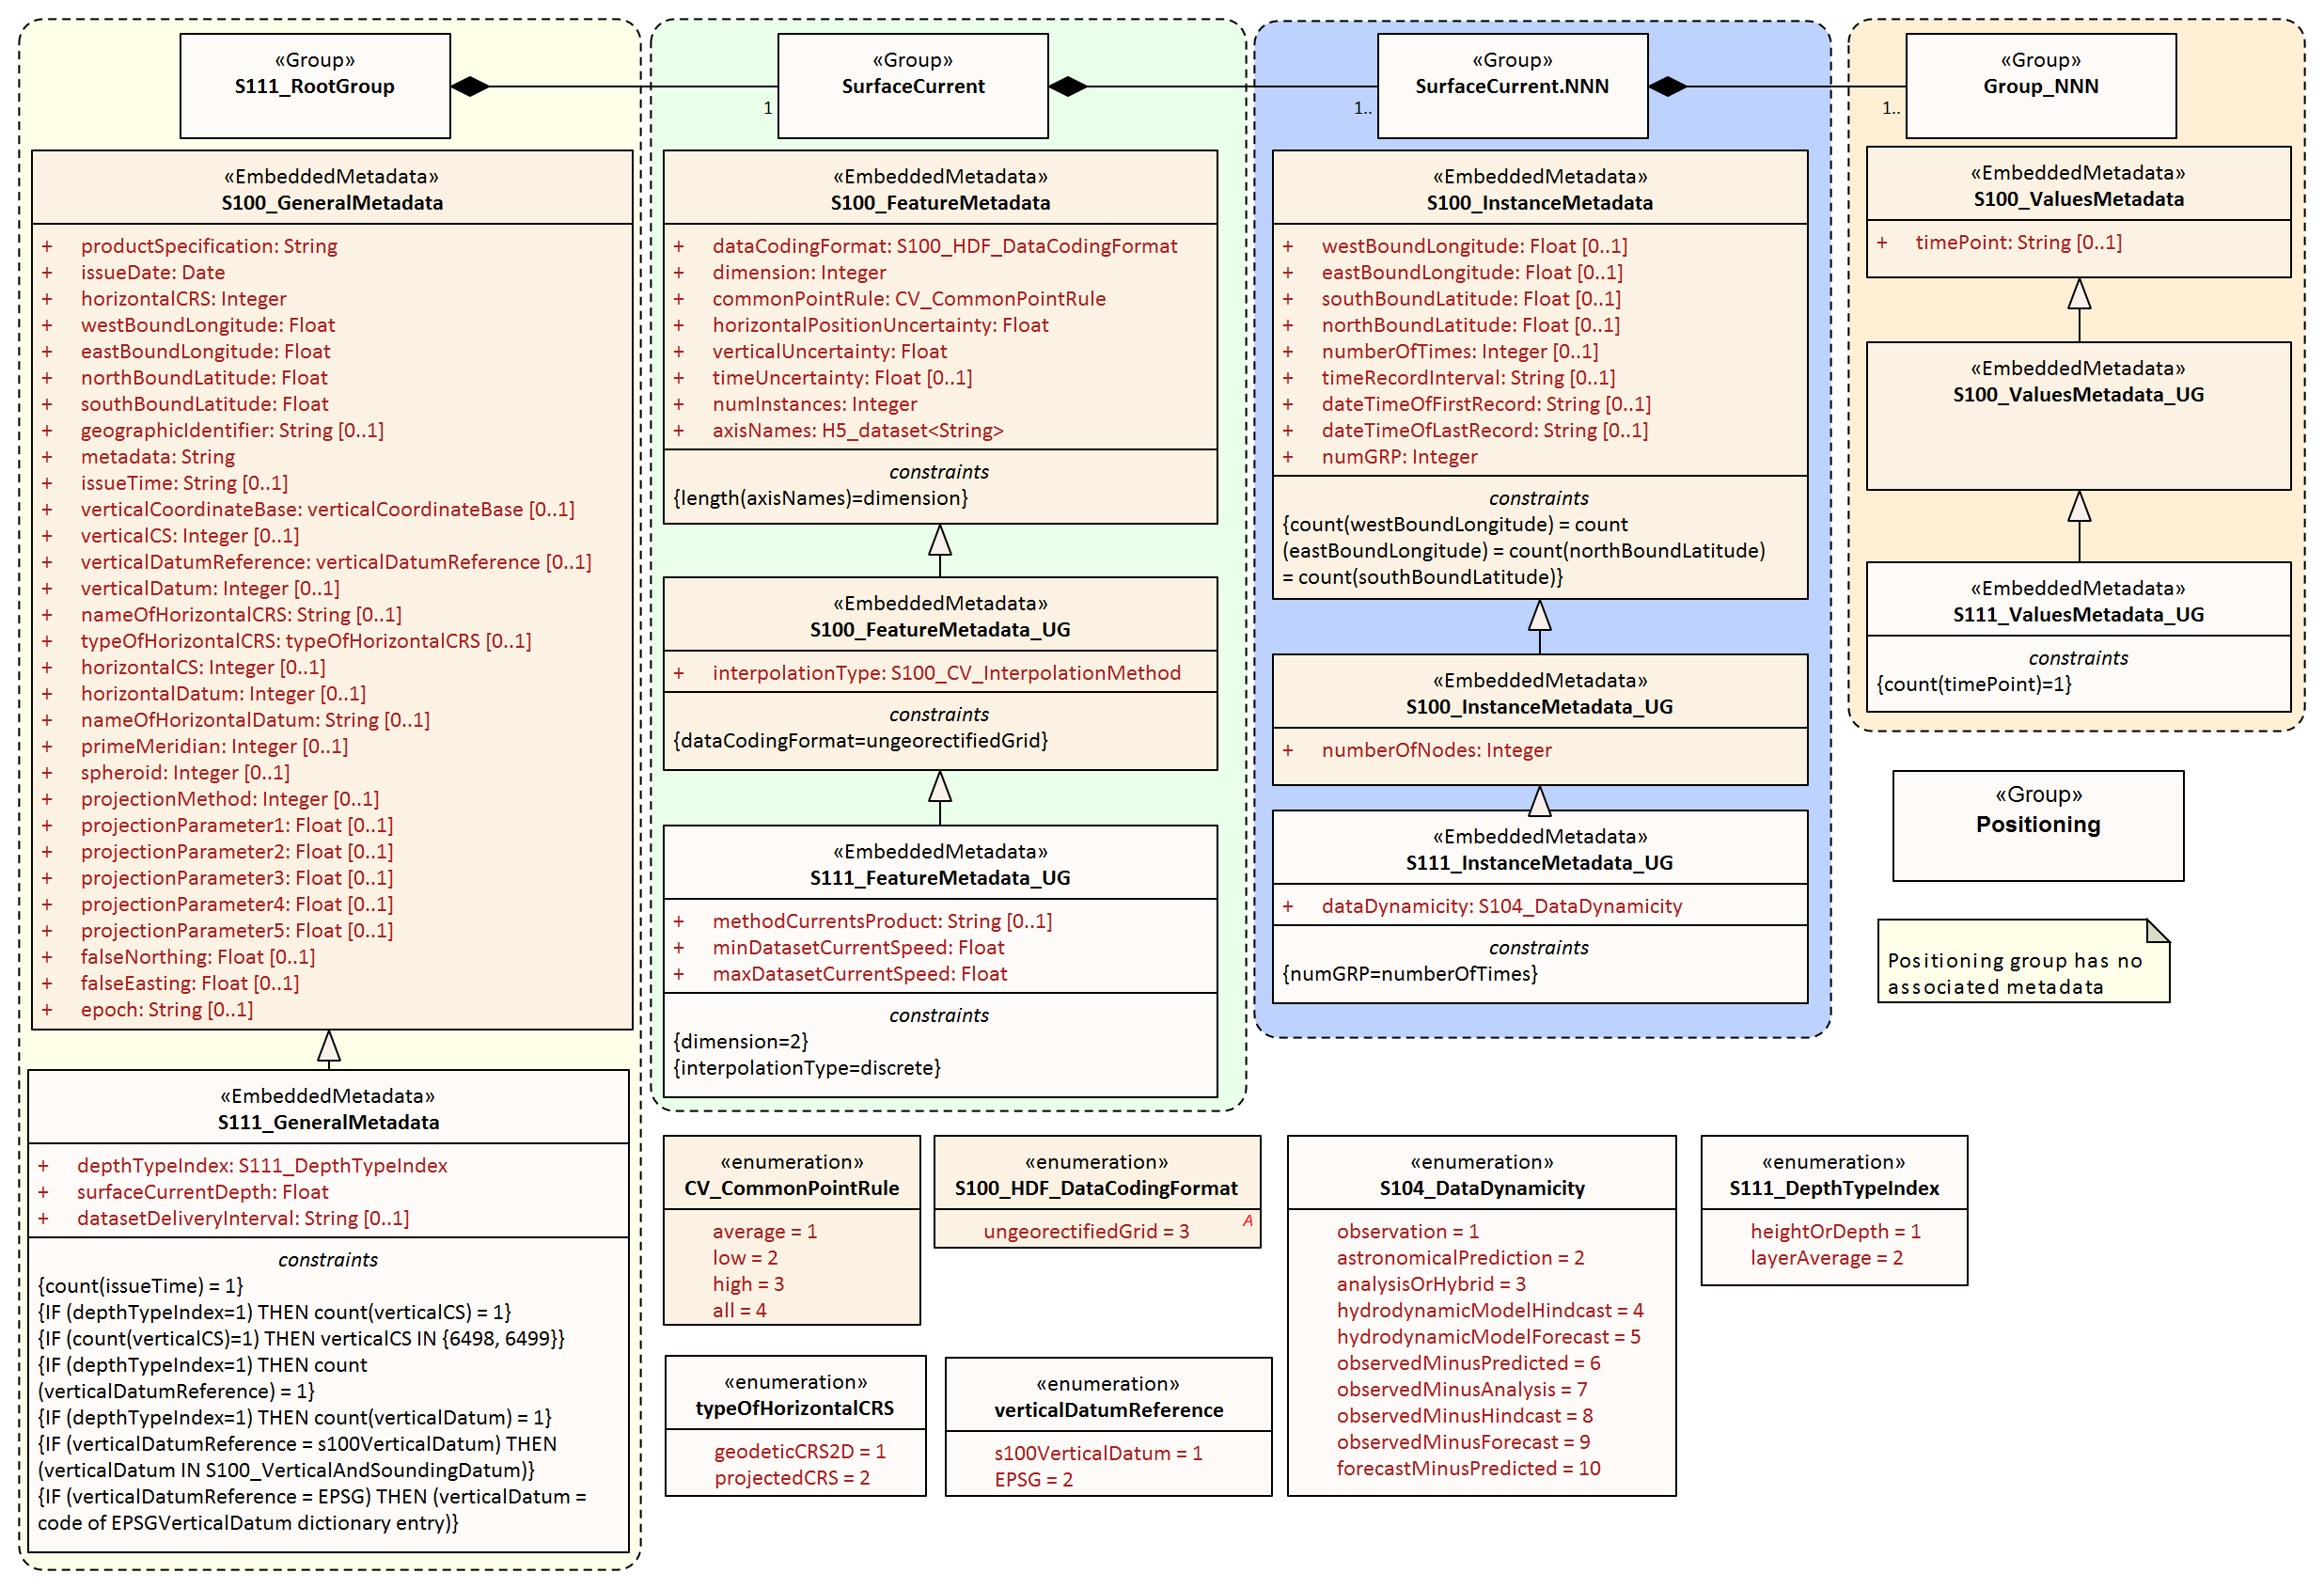 «Group»
S111_RootGroup
1
«EmbeddedMetadata»
S100_GeneralMetadata
+ productSpecification: String
+ issueDate: Date
+ horizontalCRS: Integer
+ westBoundLongitude: Float
+ eastBoundLongitude: Float
+ northBoundLatitude: Float
+ southBoundLatitude: Float
+ geographicIdentifier: String [0..1]
+ metadata: String
+ issueTime: String [0..1]
+ verticalCoordinateBase: verticalCoordinateBase [0..1]
+ verticalCS: Integer [0..1]
+ verticalDatumReference: verticalDatumReference [0..1]
+ verticalDatum: Integer [0..1]
+ nameOfHorizontalCRS: String [0..1]
+ typeOfHorizontalCRS: typeOfHorizontalCRS [0..1]
+ horizontalCS: Integer [0..1]
+ horizontalDatum: Integer [0..1]
+ nameOfHorizontalDatum: String [0..1]
+ primeMeridian: Integer [0..1]
+ spheroid: Integer [0..1]
+ projectionMethod: Integer [0..1]
+ projectionParameter1: Float [0..1]
+ projectionParameter2: Float [0..1]
+ projectionParameter3: Float [0..1]
+ projectionParameter4: Float [0..1]
+ projectionParameter5: Float [0..1]
+ falseNorthing: Float [0..1]
+ falseEasting: Float [0..1]
+ epoch: String [0..1]
«EmbeddedMetadata»
S111_GeneralMetadata
+ depthTypeIndex: S111_DepthTypeIndex
+ surfaceCurrentDepth: Float
+ datasetDeliveryInterval: String [0..1]
constraints
{count(issueTime) = 1}
{IF (depthTypeIndex=1) THEN count(verticalCS) = 1}
{IF (count(verticalCS)=1) THEN verticalCS IN {6498, 6499}}
{IF (depthTypeIndex=1) THEN count
(verticalDatumReference) = 1}
{IF (depthTypeIndex=1) THEN count(verticalDatum) = 1}
{IF (verticalDatumReference = s100VerticalDatum) THEN
(verticalDatum IN S100_VerticalAndSoundingDatum)}
{IF (verticalDatumReference = EPSG) THEN (verticalDatum =
code of EPSGVerticalDatum dictionary entry)}
«Group»
SurfaceCurrent
1..
«EmbeddedMetadata»
S100_FeatureMetadata
+ dataCodingFormat: S100_HDF_DataCodingFormat
+ dimension: Integer
+ commonPointRule: CV_CommonPointRule
+ horizontalPositionUncertainty: Float
+ verticalUncertainty: Float
+ timeUncertainty: Float [0..1]
+ numInstances: Integer
+ axisNames: H5_dataset<String>
constraints
{length(axisNames)=dimension}
«EmbeddedMetadata»
S100_FeatureMetadata_UG
+ interpolationType: S100_CV_InterpolationMethod
constraints
{dataCodingFormat=ungeorectifiedGrid}
«EmbeddedMetadata»
S111_FeatureMetadata_UG
+ methodCurrentsProduct: String [0..1]
+ minDatasetCurrentSpeed: Float
+ maxDatasetCurrentSpeed: Float
constraints
{dimension=2}
{interpolationType=discrete}
«Group»
SurfaceCurrent.NNN
1..
«EmbeddedMetadata»
S100_InstanceMetadata
+ westBoundLongitude: Float [0..1]
+ eastBoundLongitude: Float [0..1]
+ southBoundLatitude: Float [0..1]
+ northBoundLatitude: Float [0..1]
+ numberOfTimes: Integer [0..1]
+ timeRecordInterval: String [0..1]
+ dateTimeOfFirstRecord: String [0..1]
+ dateTimeOfLastRecord: String [0..1]
+ numGRP: Integer
constraints
{count(westBoundLongitude) = count
(eastBoundLongitude) = count(northBoundLatitude)
= count(southBoundLatitude)}
«EmbeddedMetadata»
S100_InstanceMetadata_UG
+ numberOfNodes: Integer
«EmbeddedMetadata»
S111_InstanceMetadata_UG
+ dataDynamicity: S104_DataDynamicity
constraints
{numGRP=numberOfTimes}
«Group»
Group_NNN
«EmbeddedMetadata»
S100_ValuesMetadata
+ timePoint: String [0..1]
«EmbeddedMetadata»
S100_ValuesMetadata_UG
«EmbeddedMetadata»
S111_ValuesMetadata_UG
constraints
{count(timePoint)=1}
«Group»
Positioning
Positioning group has no
associated metadata
«enumeration»
CV_CommonPointRule
average = 1
low = 2
high = 3
all = 4
«enumeration»
S100_HDF_DataCodingFormat
ungeorectifiedGrid = 3
A
«enumeration»
S104_DataDynamicity
observation = 1
astronomicalPrediction = 2
analysisOrHybrid = 3
hydrodynamicModelHindcast = 4
hydrodynamicModelForecast = 5
observedMinusPredicted = 6
observedMinusAnalysis = 7
observedMinusHindcast = 8
observedMinusForecast = 9
forecastMinusPredicted = 10
«enumeration»
S111_DepthTypeIndex
heightOrDepth = 1
layerAverage = 2
«enumeration»
typeOfHorizontalCRS
geodeticCRS2D = 1
projectedCRS = 2
«enumeration»
verticalDatumReference
s100VerticalDatum = 1
EPSG = 2